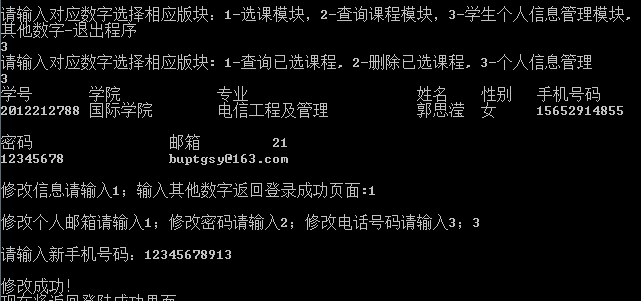 请输入对应数字选择相应版块：1-选课模块，2-查询课程模块，3-学生个人信息管理模块，
其他数字-退出程序
3
请输入对应数字选择相应版块：1-查询已选课程，2-删除已选课程，3-个人信息管理
3
学号 学院 专业 姓名 性别 手机号码
2012212788 国际学院 电信工程及管理 郭思滢 女 15652914855
密码 邮箱 21
12345678 buptgsy@163.com
修改信息请输入1；输入其他数字返回登录成功页面:1
修改个人邮箱请输入1；修改密码请输入2；修改电话号码请输入3；3
请输入新手机号码：12345678913
修改成功！
现在将返回登陆成功界面